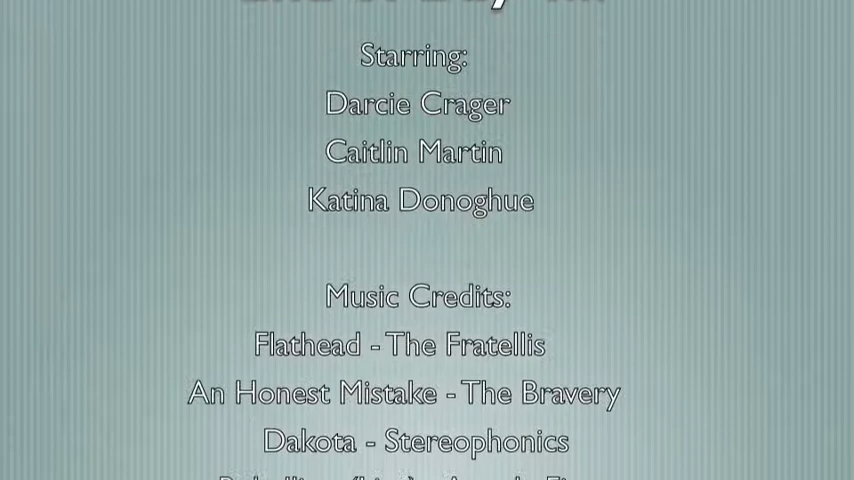 Starring:
Darcie Crager
Caitlin Martin
Katina Donoghue
Music Credits:
Flathead - The Fratellis
An Honest Mistake - The Bravery
Dakota - Stereophonics